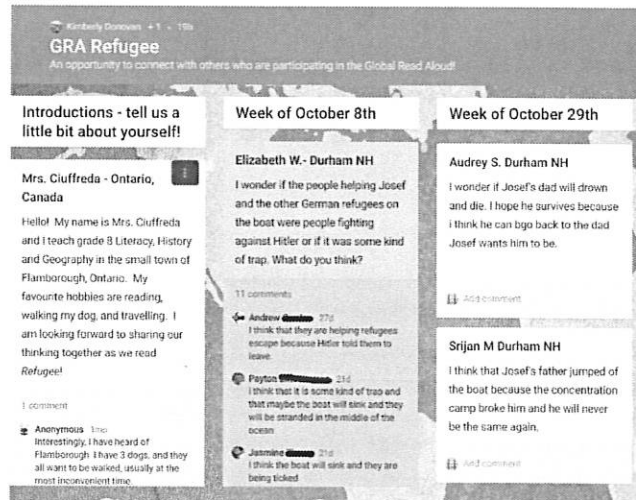 Kimberly Donovan +1 • 19h
GRA Refugee
An opportunity to connect with others who are participating in the Global Read Aloud!
Introductions - tell us a
little bit about yourself!
Mrs. Ciuffreda - Ontario,
Canada
Hello! My name is Mrs. Ciuffreda
and I teach grade 8 Literacy, History
and Geography in the small town of
Flamborough, Ontario. My
favourite hobbies are reading,
walking my dog, and travelling. I
am looking forward to sharing our
thinking together as we read
Refugee!
1 comment
Anonymous 1mo
Interestingly, I have heard of
Flamborough I have 3 dogs, and they
all want to be walked, usually at the
most inconvenient time.
Week of October 8th
Elizabeth W.- Durham NH
I wonder if the people helping Josef
and the other German refugees on
the boat were people fighting
against Hitler or if it was some kind
of trap. What do you think?
11 comments
Andrew 27d
I think that they are helping refugees
escape because Hitler told them to
leave
Payton 21d
I think that it is some kind of trap and
that maybe the boat will sink and they
will be stranded in the middle of the
ocean
Jasmine 21d
I think the boat will sink and they are
being ticked
Week of October 29th
Audrey S. Durham NH
I wonder if Josef's dad will drown
and die. I hope he survives because
i think he can bgo back to the dad
Josef wants him to be.
Add comment
Srijan M Durham NH
I think that Josef's father jumped of
the boat because the concentration
camp broke him and he will never
be the same again.
Add comment